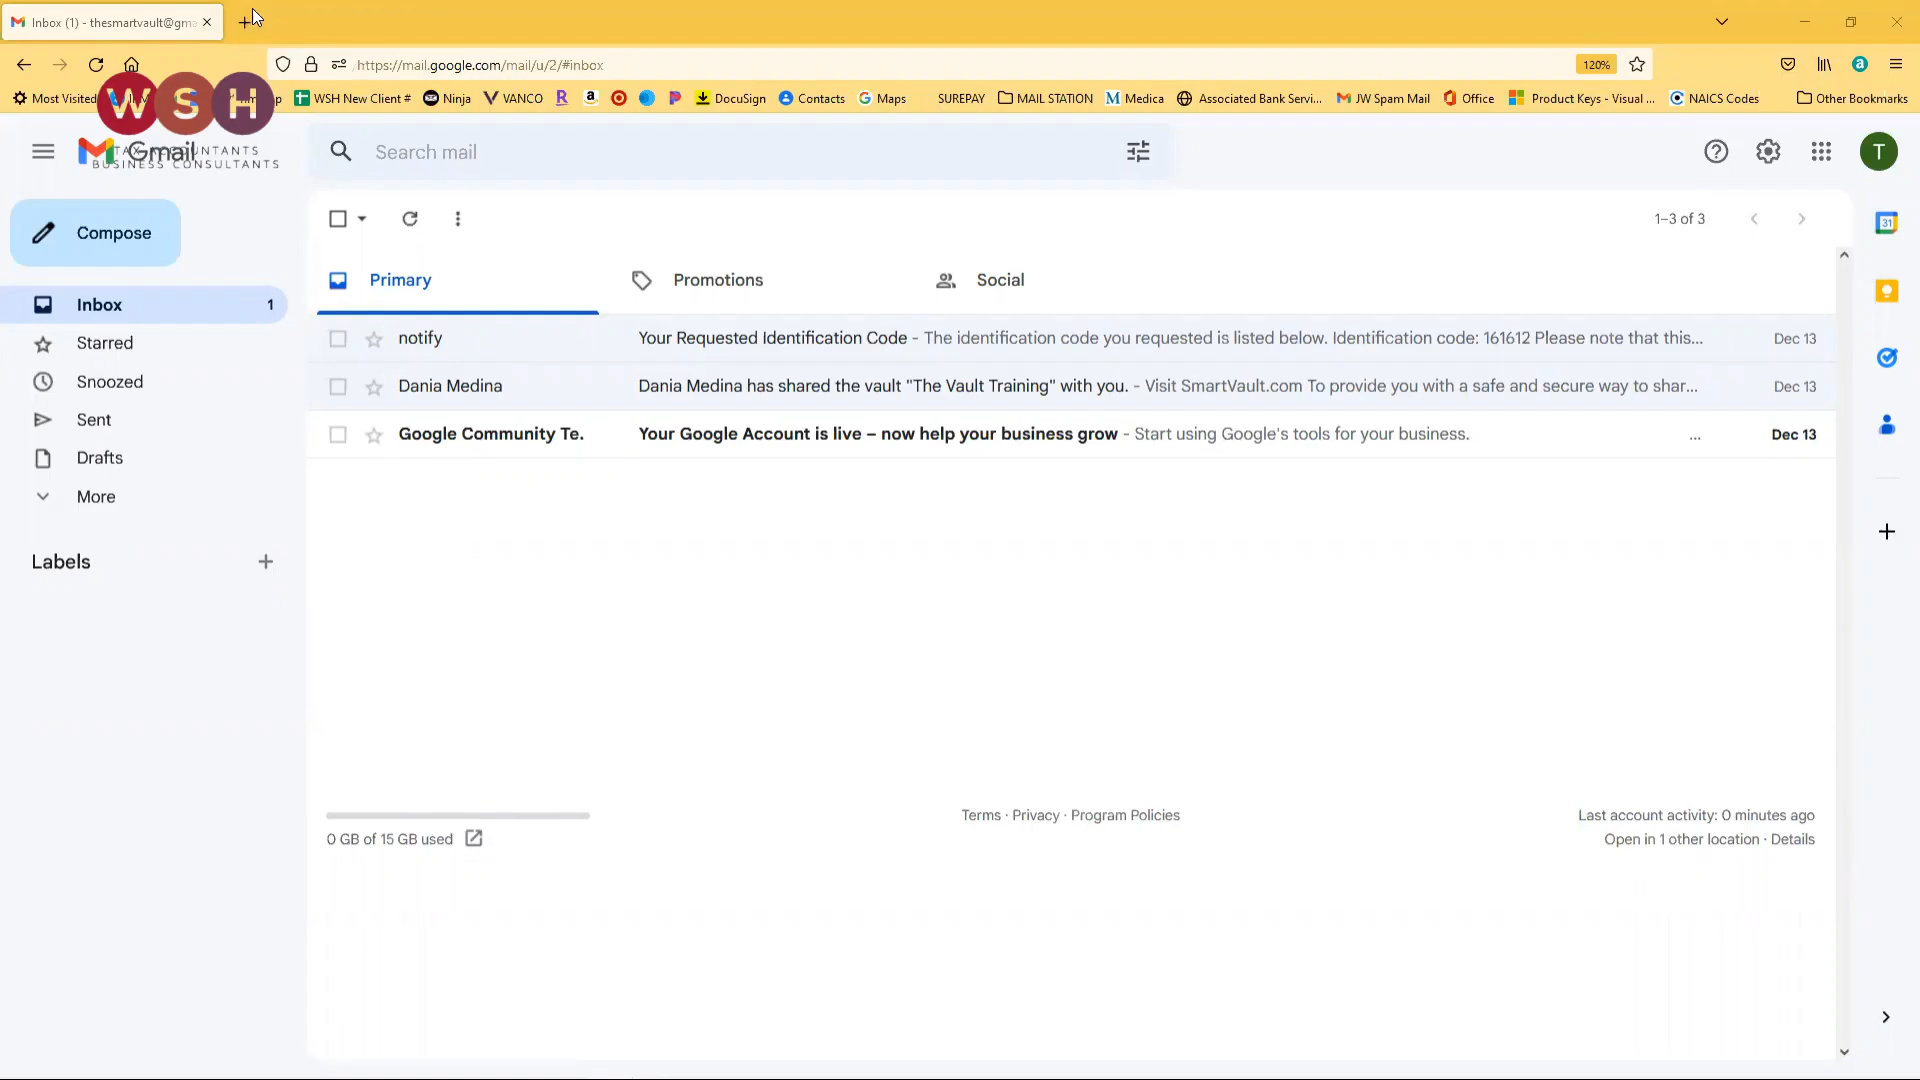 Inbox (1) - thesmartvault@gm
https://mail.google.com/mail/u/2/#inbox
120%
Most Visited
WSH New Client #
Ninja
VANCO
DocuSign
Contacts
Maps
SUREPAY
MAIL STATION
Medica
Associated Bank Servi...
JW Spam Mail
Office
Product Keys - Visual ...
NAICS Codes
Other Bookmarks
WSH
TAX ACCOUNTANTS
BUSINESS CONSULTANTS
Gmail
Search mail
T
Compose
1–3 of 3
31
Primary
Promotions
Social
Inbox
1
Starred
Snoozed
Sent
Drafts
More
Labels
notify
Your Requested Identification Code - The identification code you requested is listed below. Identification code: 161612 Please note that this...
Dec 13
Dania Medina
Dania Medina has shared the vault "The Vault Training" with you. - Visit SmartVault.com To provide you with a safe and secure way to shar...
Dec 13
Google Community Te.
Your Google Account is live – now help your business grow - Start using Google's tools for your business.
...
Dec 13
0 GB of 15 GB used
Terms · Privacy · Program Policies
Last account activity: 0 minutes ago
Open in 1 other location · Details